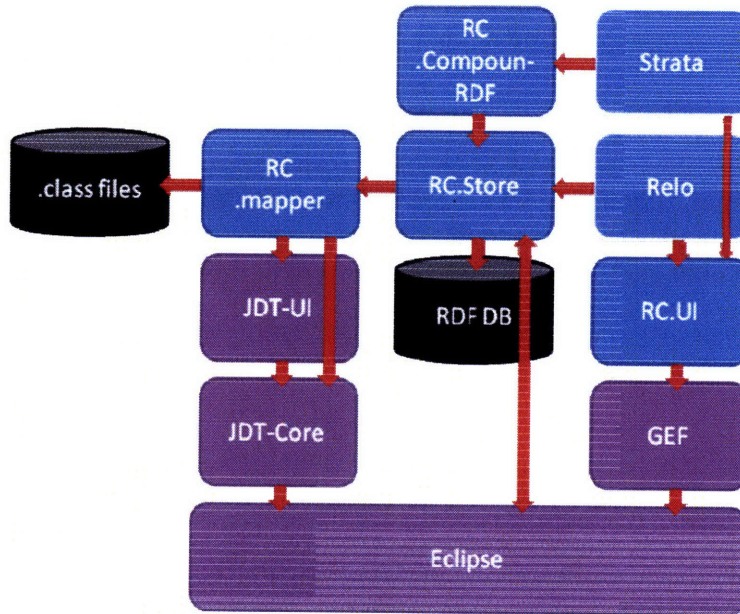 RC
.Compoun-
RDF
Strata
.class files
RC
.mapper
RC.Store
Relo
JDT-UI
RDF DB
RC.UI
JDT-Core
GEF
Eclipse